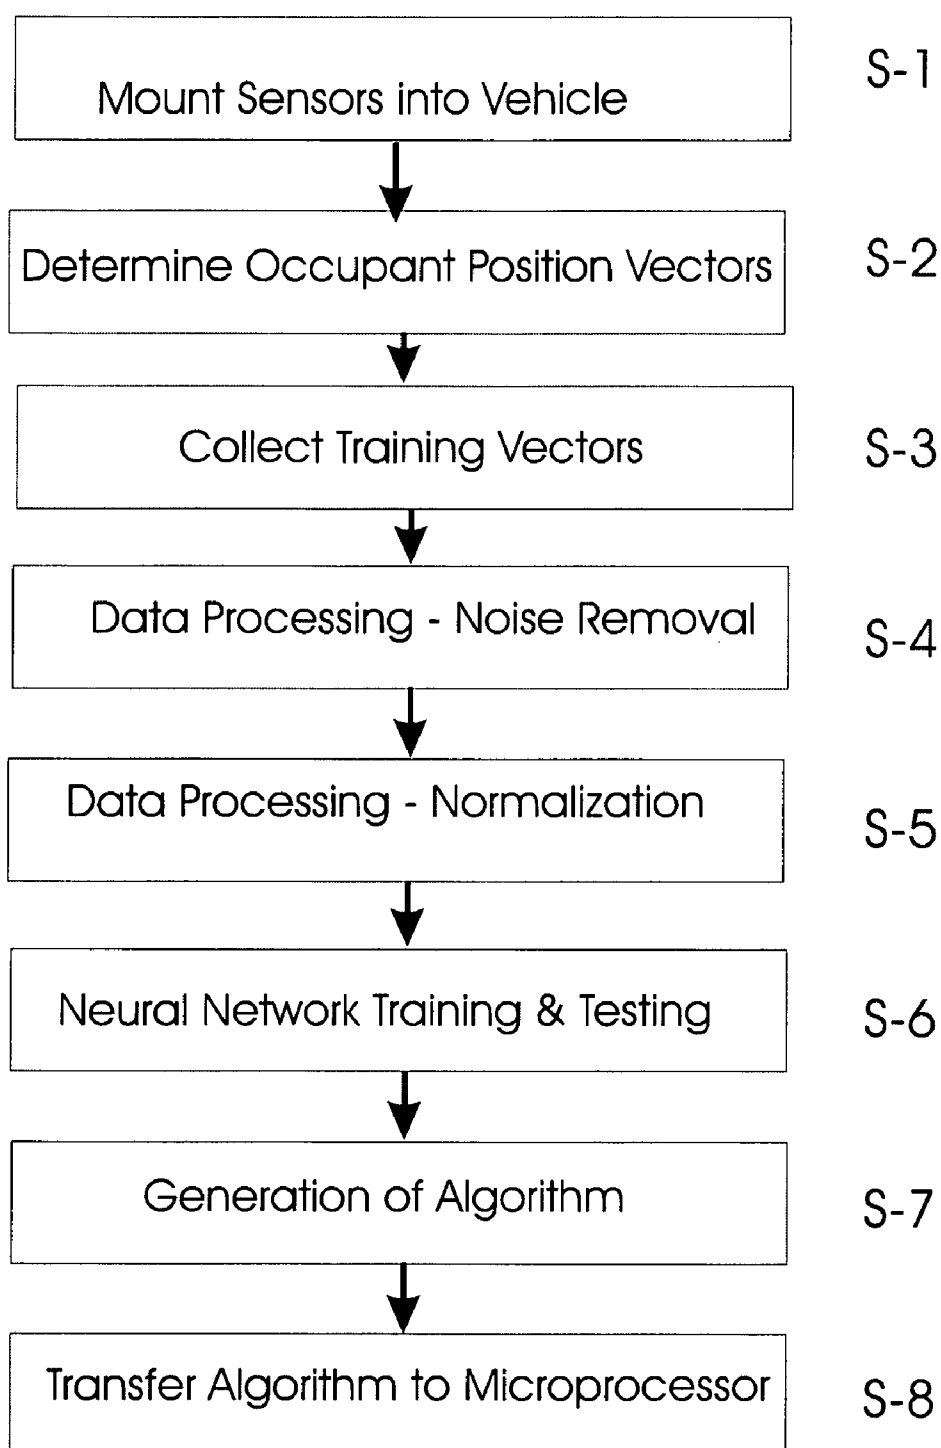 Mount Sensors into Vehicle S-1
Determine Occupant Position Vectors S-2
Collect Training Vectors S-3
Data Processing - Noise Removal S-4
Data Processing - Normalization S-5
Neural Network Training & Testing S-6
Generation of Algorithm S-7
Transfer Algorithm to Microprocessor S-8